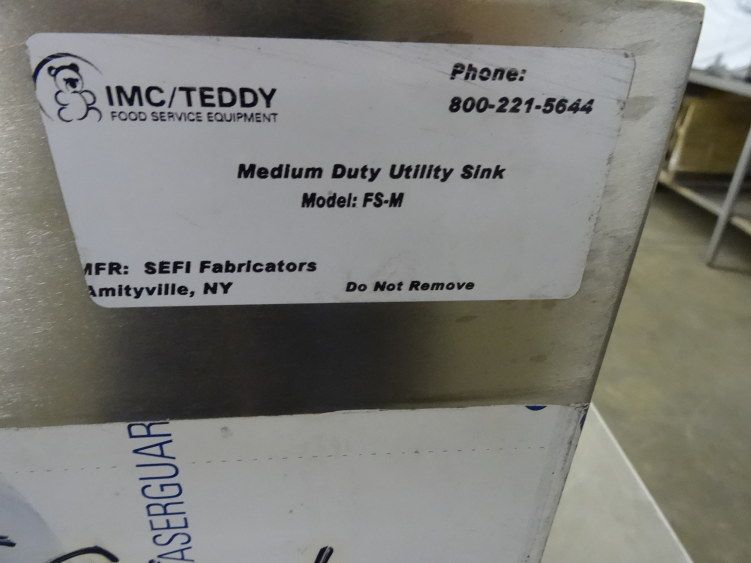 IMC/TEDDY
FOOD SERVICE EQUIPMENT
Phone:
800-221-5644
Medium Duty Utility Sink
Model: FS-M
MFR: SEFI Fabricators
Amityville, NY
Do Not Remove
ASERGUAR